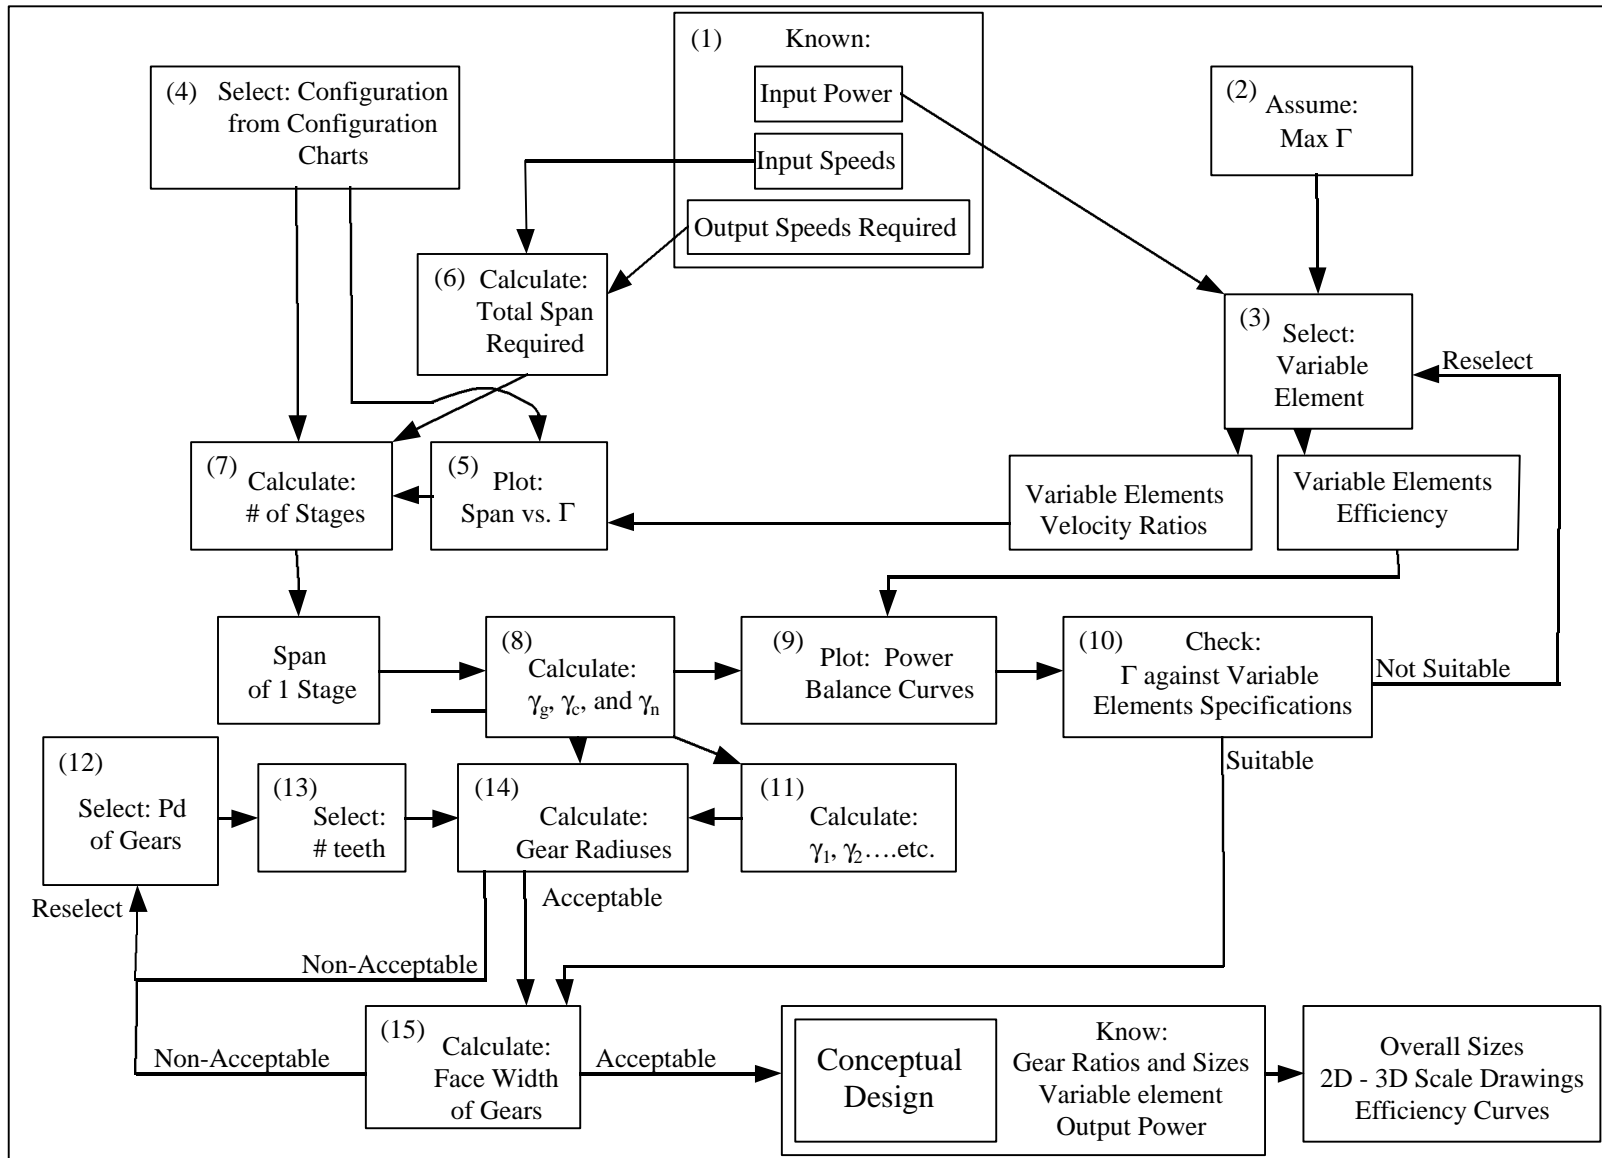 (1) Known:
Input Power
Input Speeds
Output Speeds Required
(2)
Assume:
Max Γ
(4) Select: Configuration
from Configuration
Charts
(6)
Calculate:
Total Span
Required
(3)
Select:
Variable
Element
Reselect
(7)
Calculate:
# of Stages
(5)
Plot:
Span vs. Γ
Variable Elements
Velocity Ratios
Variable Elements
Efficiency
Span
of 1 Stage
(8)
Calculate:
γg, γc, and γn
(9)
Plot: Power
Balance Curves
(10) Check:
Γ against Variable
Elements Specifications
Not Suitable
Suitable
(12)
Select: Pd
of Gears
(13)
Select:
# teeth
(14)
Calculate:
Gear Radiuses
(11)
Calculate:
γ1, γ2....etc.
Reselect
Acceptable
Non-Acceptable
(15)
Calculate:
Face Width
of Gears
Non-Acceptable
Acceptable
Conceptual
Design
Know:
Gear Ratios and Sizes
Variable element
Output Power
Overall Sizes
2D - 3D Scale Drawings
Efficiency Curves